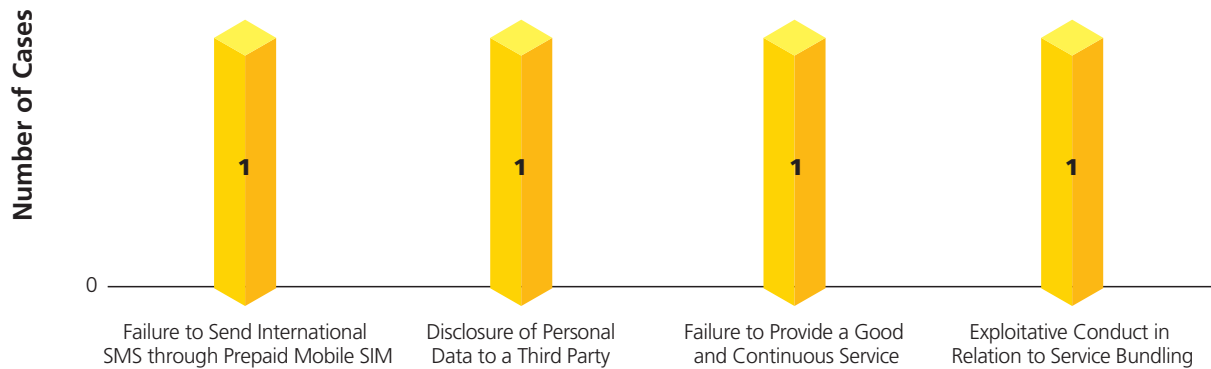 Number of Cases
1
1
1
1
0
Failure to Send International
SMS through Prepaid Mobile SIM
Disclosure of Personal
Data to a Third Party
Failure to Provide a Good
and Continuous Service
Exploitative Conduct in
Relation to Service Bundling